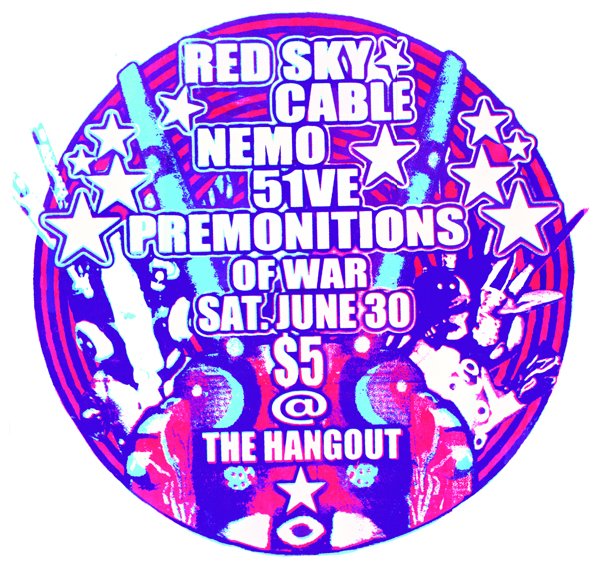 RED SKY
CABLE
NEMO
51VE
PREMONITIONS
OF WAR
SAT. JUNE 30
$5
@
THE HANGOUT